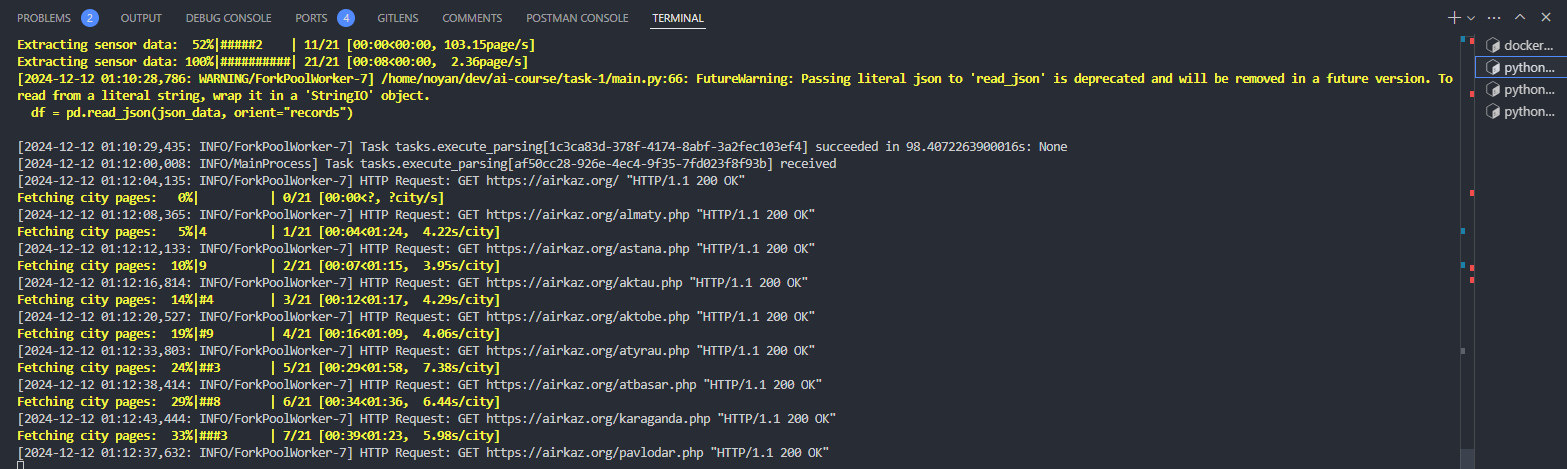 PROBLEMS 2 OUTPUT DEBUG CONSOLE PORTS 4 GITLENS COMMENTS POSTMAN CONSOLE TERMINAL
Extracting sensor data:  52%|#####2    | 11/21 [00:00<00:00, 103.15page/s]
Extracting sensor data: 100%|##########| 21/21 [00:08<00:00,  2.36page/s]
[2024-12-12 01:10:28,786: WARNING/ForkPoolWorker-7] /home/noyan/dev/ai-course/task-1/main.py:66: FutureWarning: Passing literal json to 'read_json' is deprecated and will be removed in a future version. To
read from a literal string, wrap it in a 'StringIO' object.
  df = pd.read_json(json_data, orient="records")
[2024-12-12 01:10:29,435: INFO/ForkPoolWorker-7] Task tasks.execute_parsing[1c3ca83d-378f-4174-8abf-3a2fec103ef4] succeeded in 98.4072263900016s: None
[2024-12-12 01:12:00,008: INFO/MainProcess] Task tasks.execute_parsing[af50cc28-926e-4ec4-9f35-7fd023f8f93b] received
[2024-12-12 01:12:04,135: INFO/ForkPoolWorker-7] HTTP Request: GET https://airkaz.org/ "HTTP/1.1 200 OK"
Fetching city pages:   0%|          | 0/21 [00:00<?, ?city/s]
[2024-12-12 01:12:08,365: INFO/ForkPoolWorker-7] HTTP Request: GET https://airkaz.org/almaty.php "HTTP/1.1 200 OK"
Fetching city pages:   5%|4         | 1/21 [00:04<01:24,  4.22s/city]
[2024-12-12 01:12:12,133: INFO/ForkPoolWorker-7] HTTP Request: GET https://airkaz.org/astana.php "HTTP/1.1 200 OK"
Fetching city pages:  10%|9         | 2/21 [00:07<01:15,  3.95s/city]
[2024-12-12 01:12:16,814: INFO/ForkPoolWorker-7] HTTP Request: GET https://airkaz.org/aktau.php "HTTP/1.1 200 OK"
Fetching city pages:  14%|#4        | 3/21 [00:12<01:17,  4.29s/city]
[2024-12-12 01:12:20,527: INFO/ForkPoolWorker-7] HTTP Request: GET https://airkaz.org/aktobe.php "HTTP/1.1 200 OK"
Fetching city pages:  19%|#9        | 4/21 [00:16<01:09,  4.06s/city]
[2024-12-12 01:12:33,803: INFO/ForkPoolWorker-7] HTTP Request: GET https://airkaz.org/atyrau.php "HTTP/1.1 200 OK"
Fetching city pages:  24%|##3       | 5/21 [00:29<01:58,  7.38s/city]
[2024-12-12 01:12:38,414: INFO/ForkPoolWorker-7] HTTP Request: GET https://airkaz.org/atbasar.php "HTTP/1.1 200 OK"
Fetching city pages:  29%|##8       | 6/21 [00:34<01:36,  6.44s/city]
[2024-12-12 01:12:43,444: INFO/ForkPoolWorker-7] HTTP Request: GET https://airkaz.org/karaganda.php "HTTP/1.1 200 OK"
Fetching city pages:  33%|###3      | 7/21 [00:39<01:23,  5.98s/city]
[2024-12-12 01:12:37,632: INFO/ForkPoolWorker-7] HTTP Request: GET https://airkaz.org/pavlodar.php "HTTP/1.1 200 OK"
docker...
python...
python...
python...